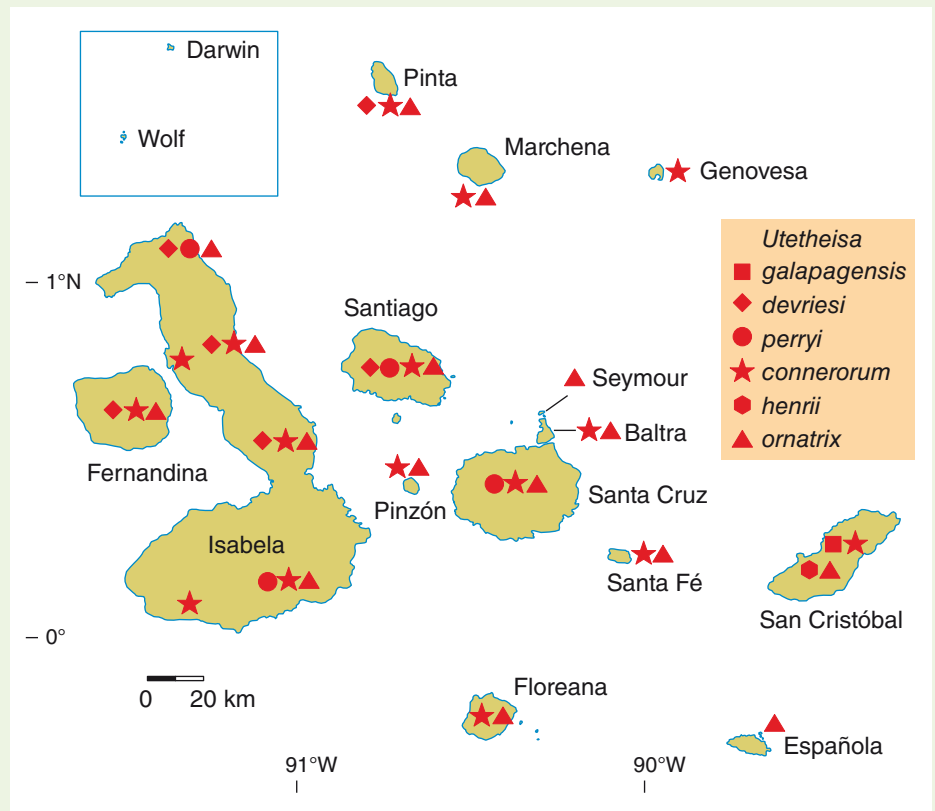 Darwin
Wolf
Pinta
Marchena
Genovesa
Utetheisa
galapagensis
devriesi
perryi
connerorum
henrii
ornatrix
1°N
Santiago
Seymour
Baltra
Fernandina
Pinzón
Santa Cruz
Isabela
Santa Fé
San Cristóbal
0°
0 20 km
Floreana
Española
91°W
90°W